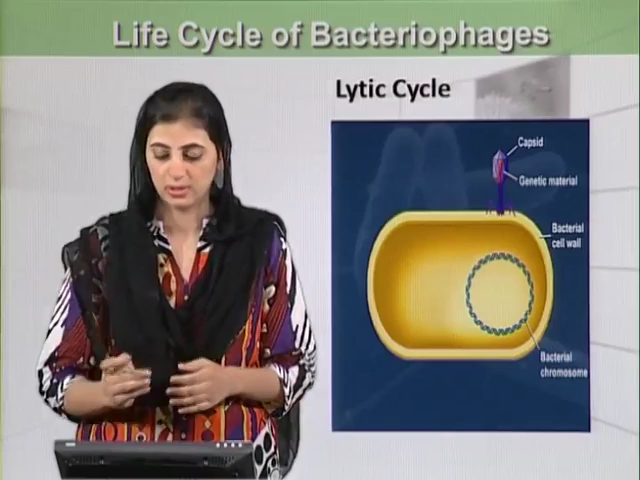 Life Cycle of Bacteriophages
Lytic Cycle
Capsid
Genetic material
Bacterial
cell wall
Bacterial
chromosome